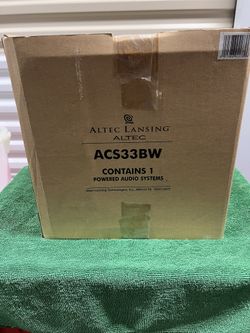 ALTEC LANSING
ALTEC
ACS33BW
CONTAINS 1
POWERED AUDIO SYSTEMS